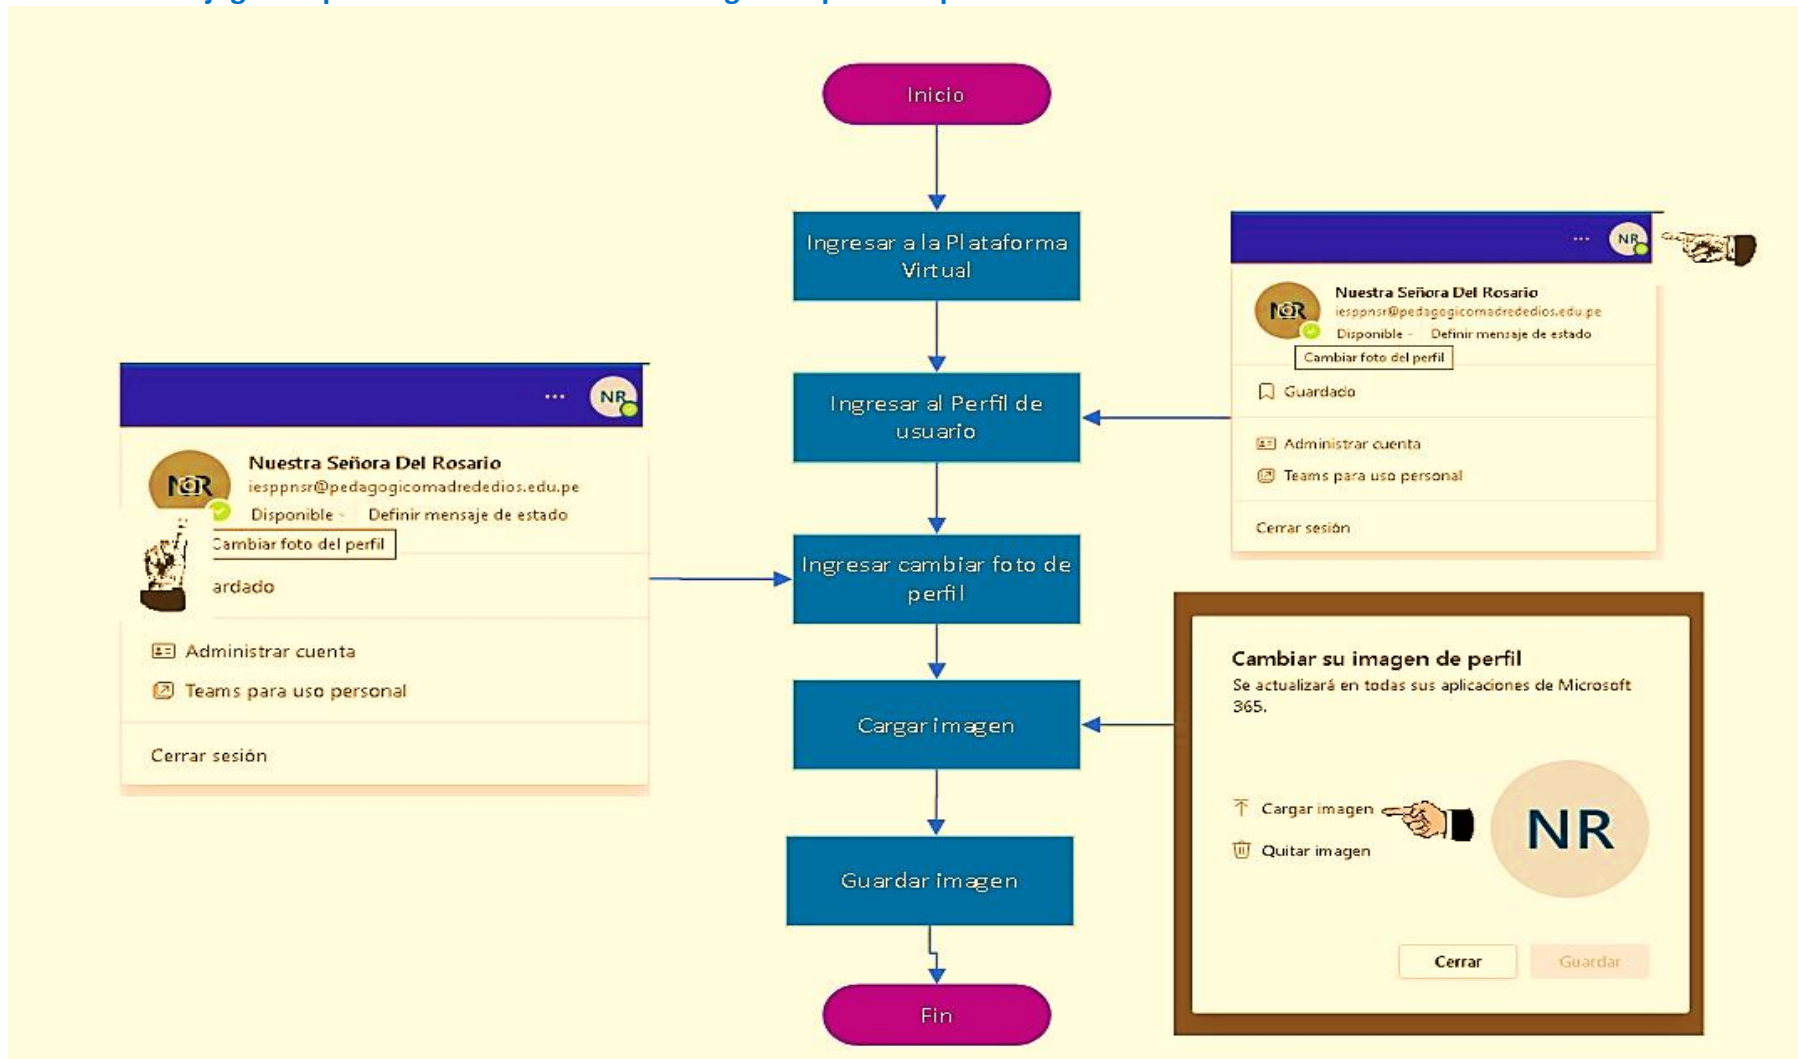 Inicio
Ingresar a la Plataforma
Virtual
Ingresar al Perfil de
usuario
Ingresar cambiar foto de
perfil
Cargar imagen
Guardar imagen
Fin
NR
NR
Nuestra Señora Del Rosario
iesppnsr@pedagogicomadrededios.edu.pe
Disponible Definir mensaje de estado
Cambiar foto del perfil
Guardado
Administrar cuenta
Teams para uso personal
Cerrar sesión
NR
NR
Nuestra Señora Del Rosario
iesppnsr@pedagogicomadrededios.edu.pe
Disponible Definir mensaje de estado
Cambiar foto del perfil
ardado
Administrar cuenta
Teams para uso personal
Cerrar sesión
Cambiar su imagen de perfil
Se actualizará en todas sus aplicaciones de Microsoft
365.
Cargar imagen
Quitar imagen
NR
Cerrar
Guardar